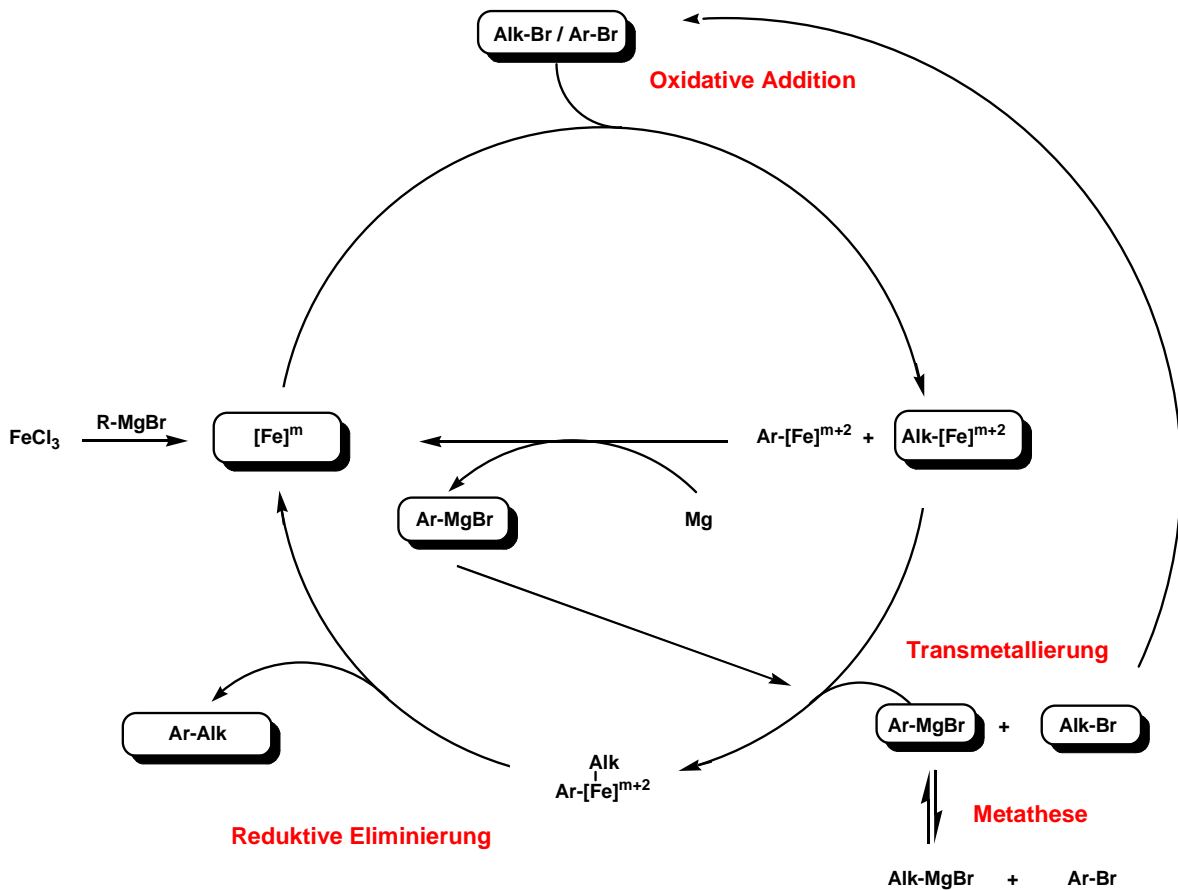 Alk-Br / Ar-Br
Oxidative Addition
FeCl3
R-MgBr
[Fe]m
Ar-[Fe]m+2 + Alk-[Fe]m+2
Ar-MgBr
Mg
Transmetallierung
Ar-MgBr + Alk-Br
Ar-Alk
Alk
Ar-[Fe]m+2
Metathese
Reduktive Eliminierung
Alk-MgBr + Ar-Br